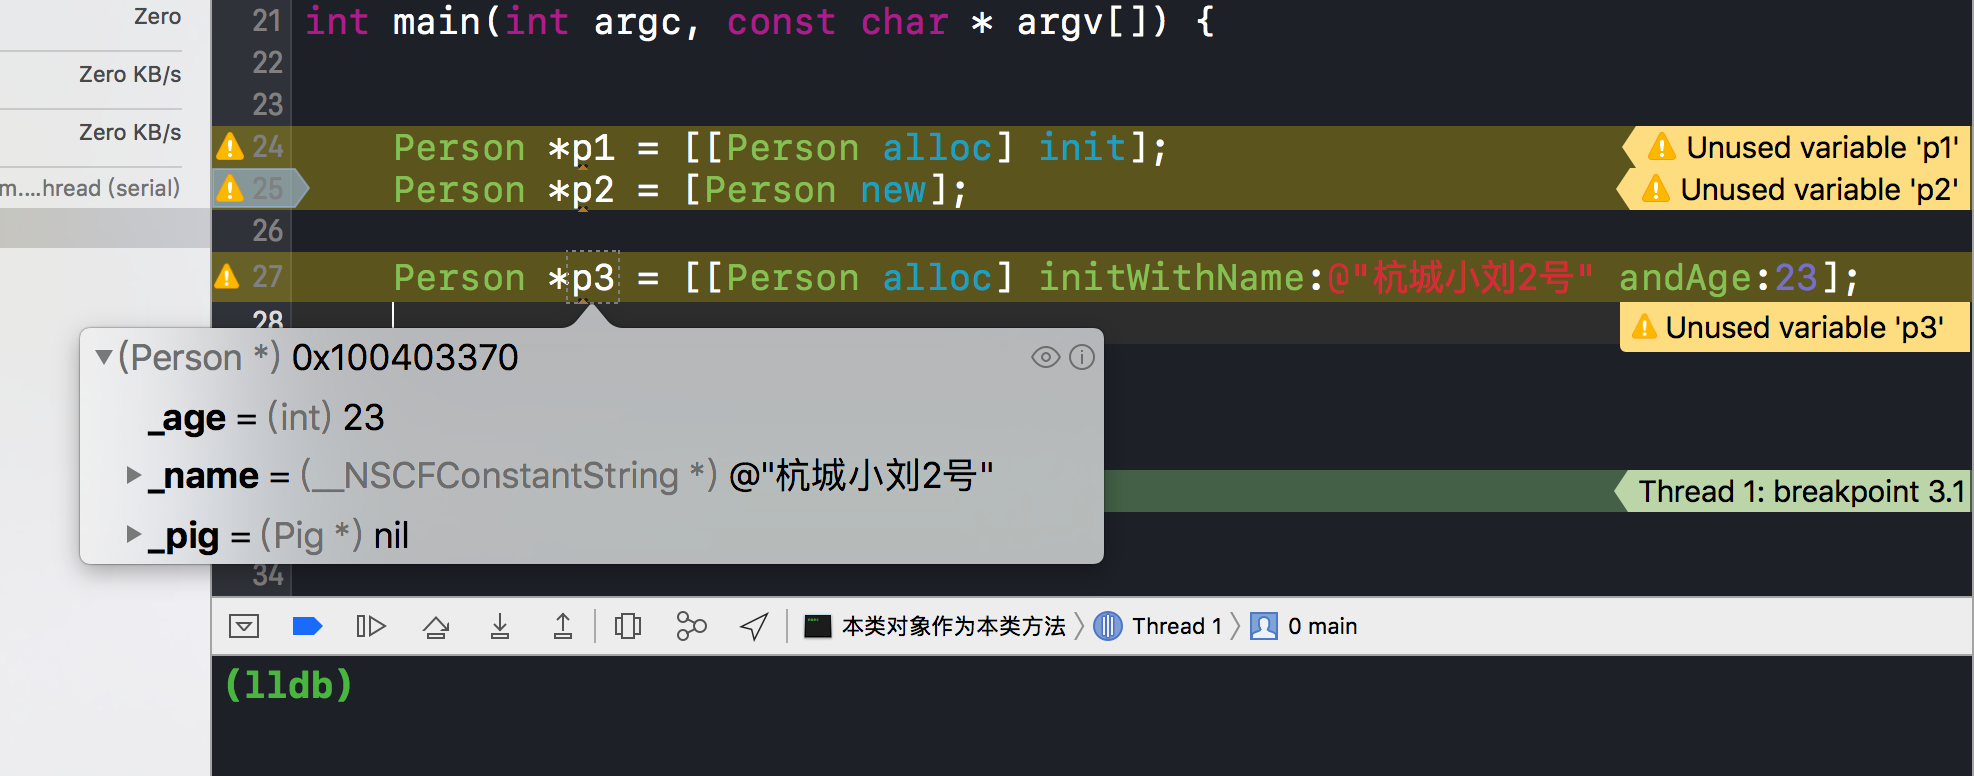 Zero
Zero KB/s
Zero KB/s
m....hread (serial)
21 int main(int argc, const char * argv[]) {
22
23
24 Person *p1 = [[Person alloc] init]; Unused variable 'p1'
25 Person *p2 = [Person new]; Unused variable 'p2'
26
27 Person *p3 = [[Person alloc] initWithName:@"杭城小刘2号" andAge:23];
28 Unused variable 'p3'
(Person *) 0x100403370
_age = (int) 23
_name = (__NSCFConstantString *) @"杭城小刘2号"
_pig = (Pig *) nil
Thread 1: breakpoint 3.1
34
本类对象作为本类方法 Thread 1 0 main
(lldb)